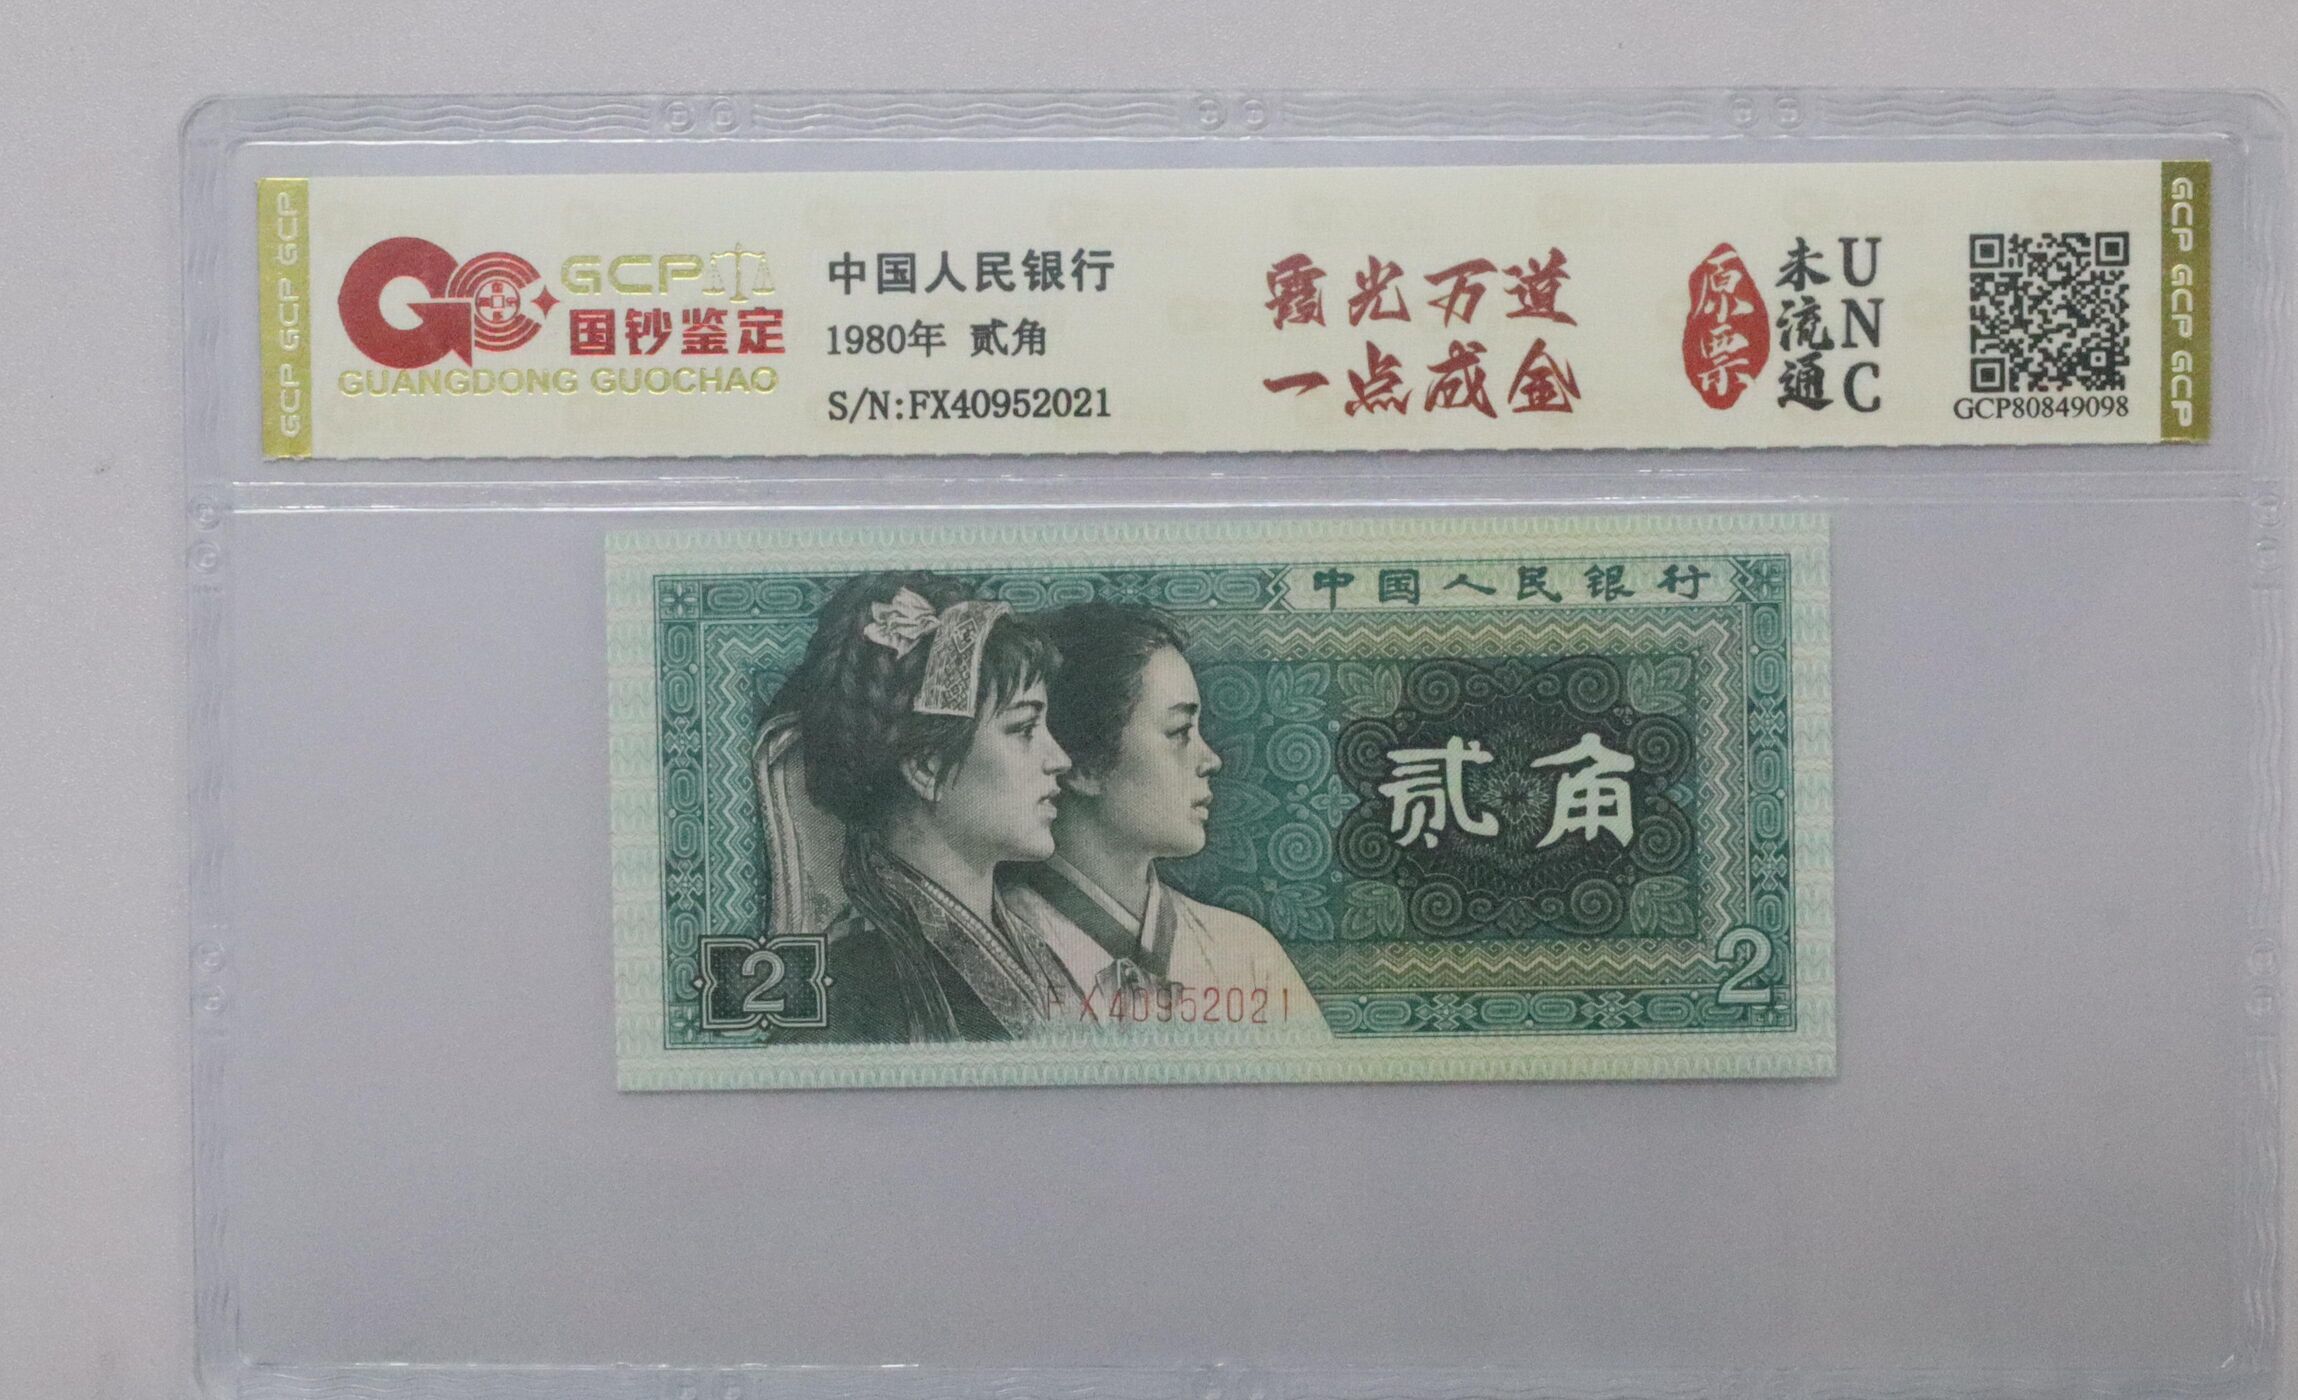 GCP GCP GCP
GCP
国钞鉴定
GUANGDONG GUOCHAO
中国人民银行
1980年 贰角
S/N:FX40952021
霞光万道
一点成金
原票
未流通
UNC
GCP80849098
GCP GCP GCP
中国人民银行
贰角
2
2
FX40952021